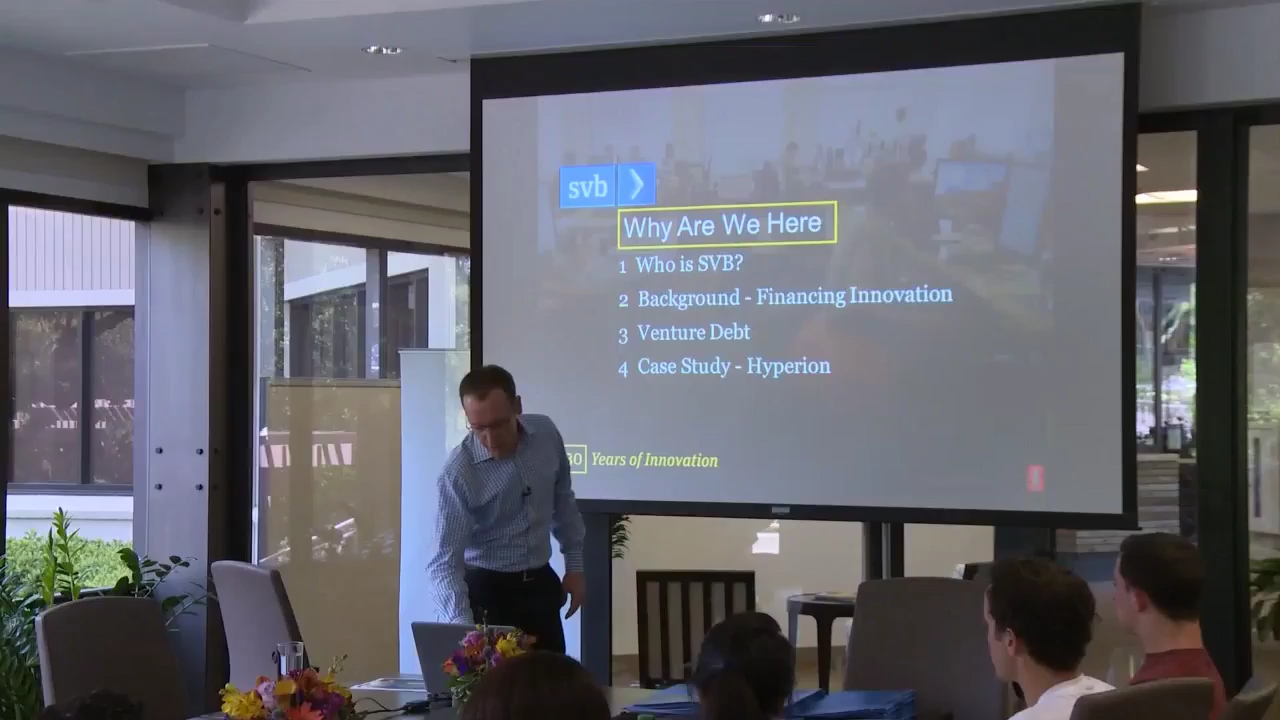 svb >
Why Are We Here
1 Who is SVB?
2 Background - Financing Innovation
3 Venture Debt
4 Case Study - Hyperion
30 Years of Innovation